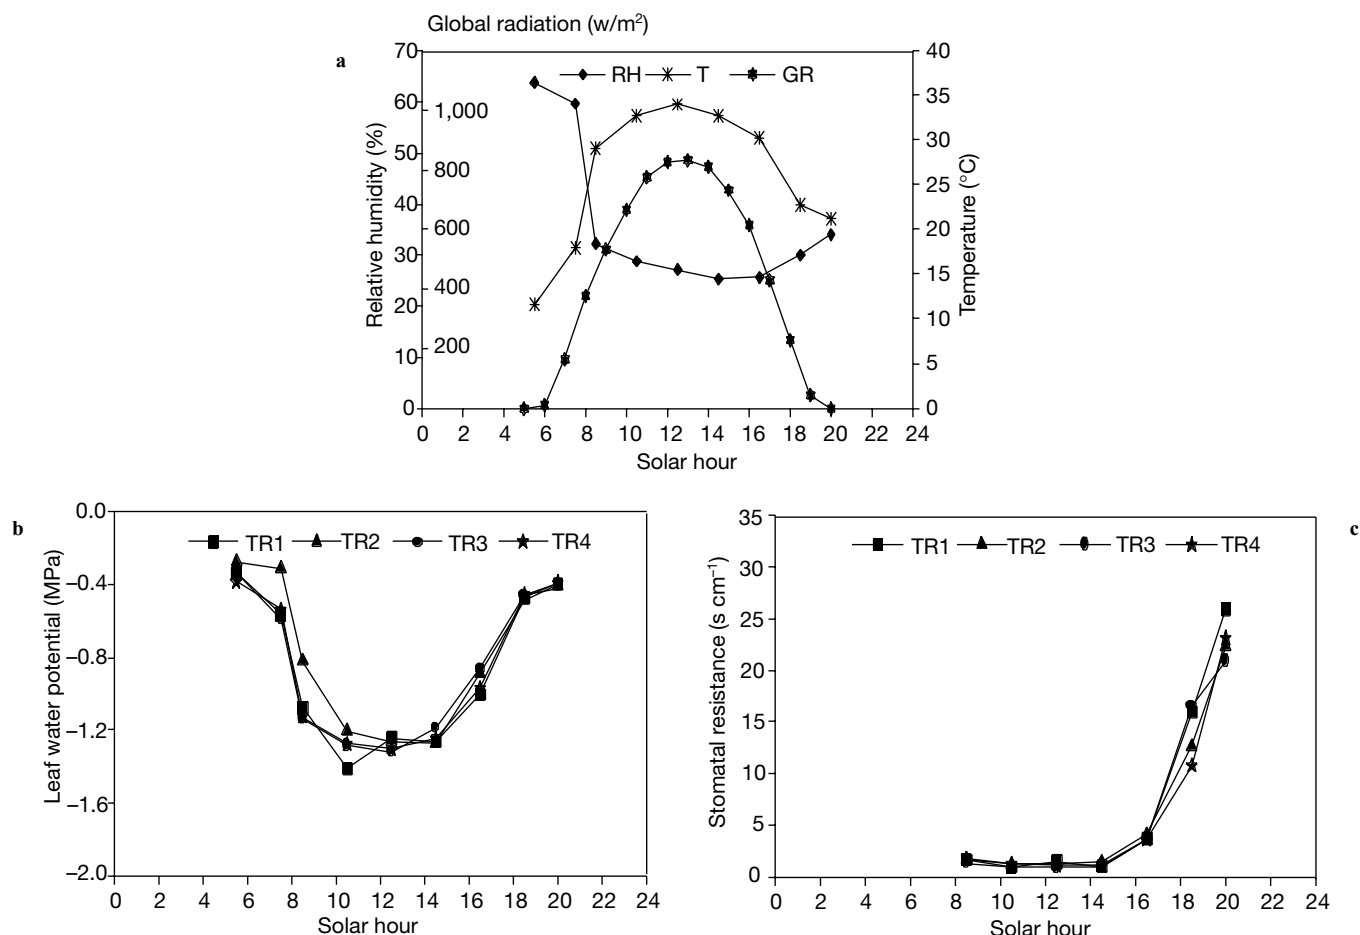 Global radiation (w/m²)
a
RH T GR
Relative humidity (%)
70
60
50
40
30
20
10
0
1,000
800
600
400
200
40
35
30
25
20
15
10
5
0
Temperature (°C)
0 2 4 6 8 10 12 14 16 18 20 22 24
Solar hour
b
TR1 TR2 TR3 TR4
Leaf water potential (MPa)
0.0
−0.4
−0.8
−1.2
−1.6
−2.0
0 2 4 6 8 10 12 14 16 18 20 22 24
Solar hour
c
TR1 TR2 TR3 TR4
Stomatal resistance (s cm⁻¹)
35
30
25
20
15
10
5
0
0 2 4 6 8 10 12 14 16 18 20 22 24
Solar hour